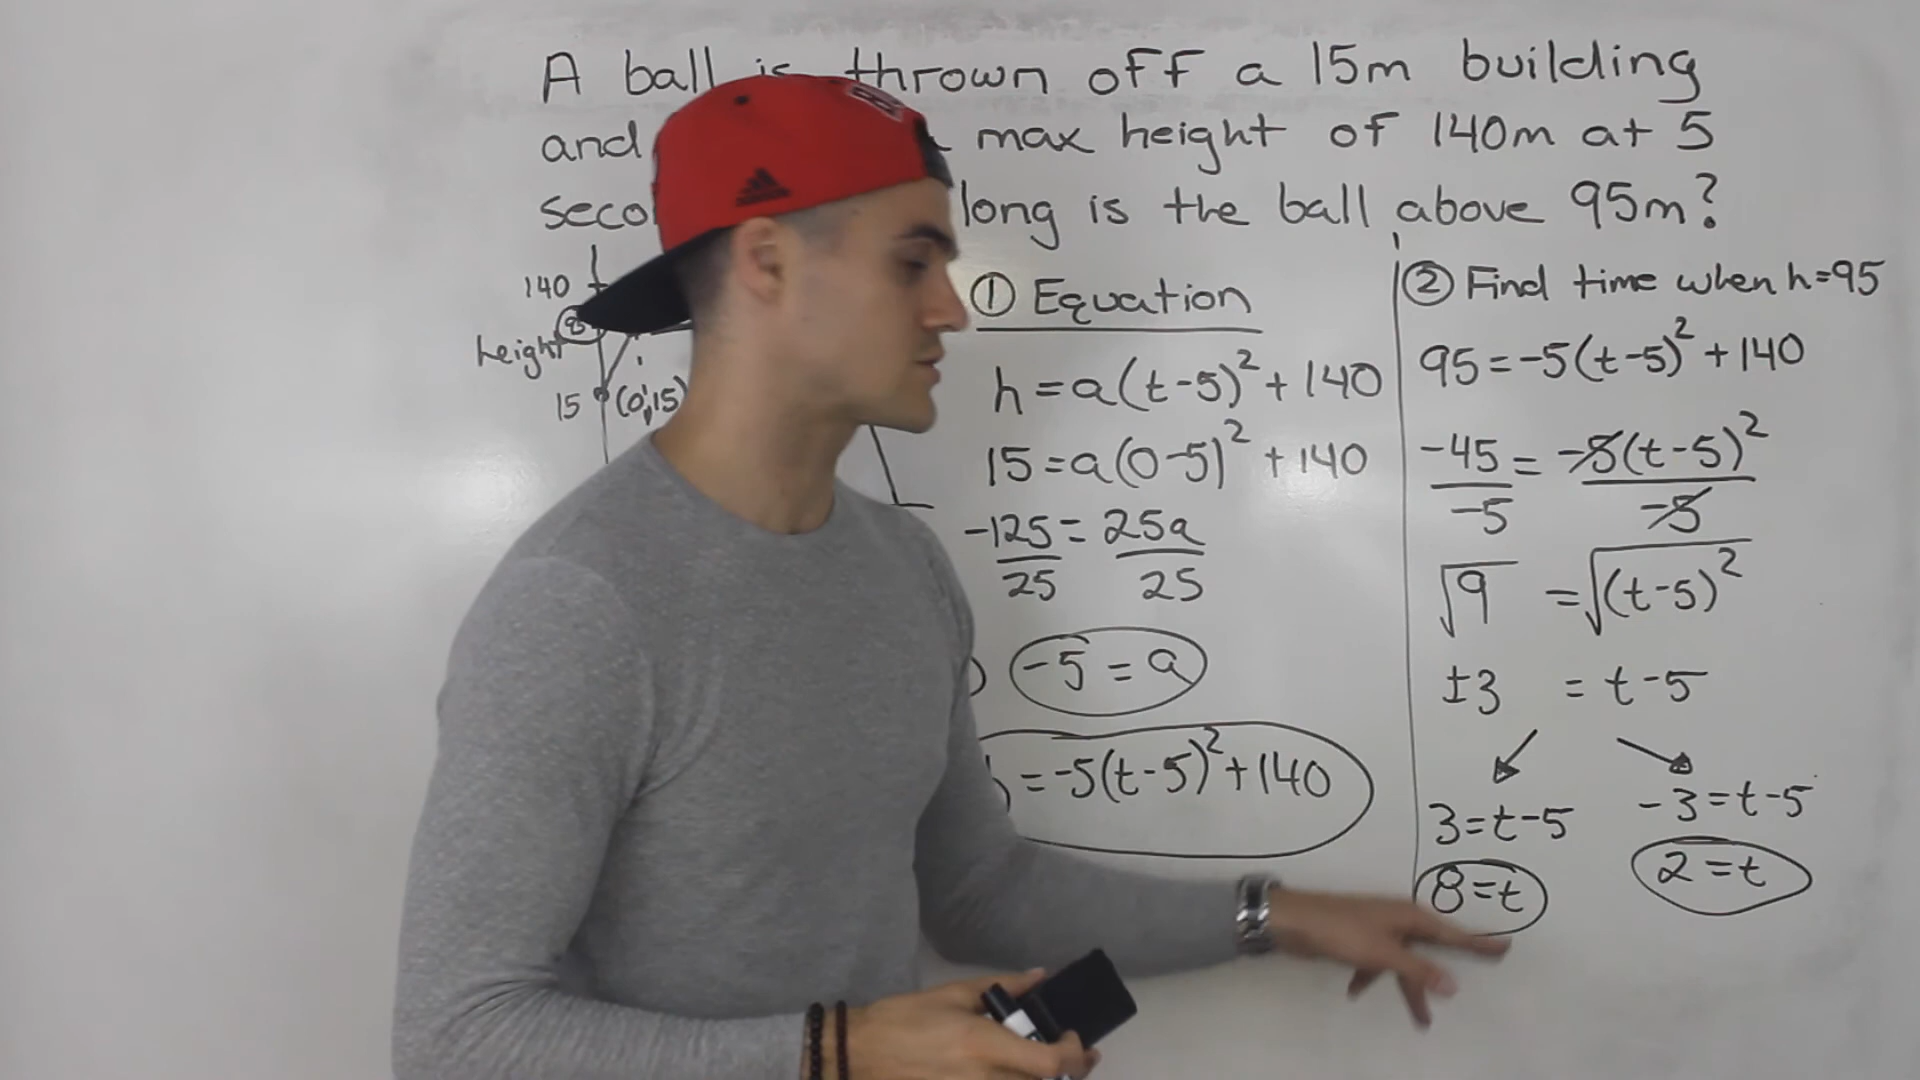 A ball is thrown off a 15m building
and max height of 140m at 5
long is the ball above 95m?
140
height
15 (0,15)
① Equation
h=a(t-5)²+140
15=a(0-5)²+140
-125=25a
25 25
-5=a
=-5(t-5)²+140
② Find time when h=95
95=-5(t-5)²+140
-45=-5(t-5)²
-5 -5
√9 =√(t-5)²
±3 = t-5
3=t-5 -3=t-5
8=t 2=t